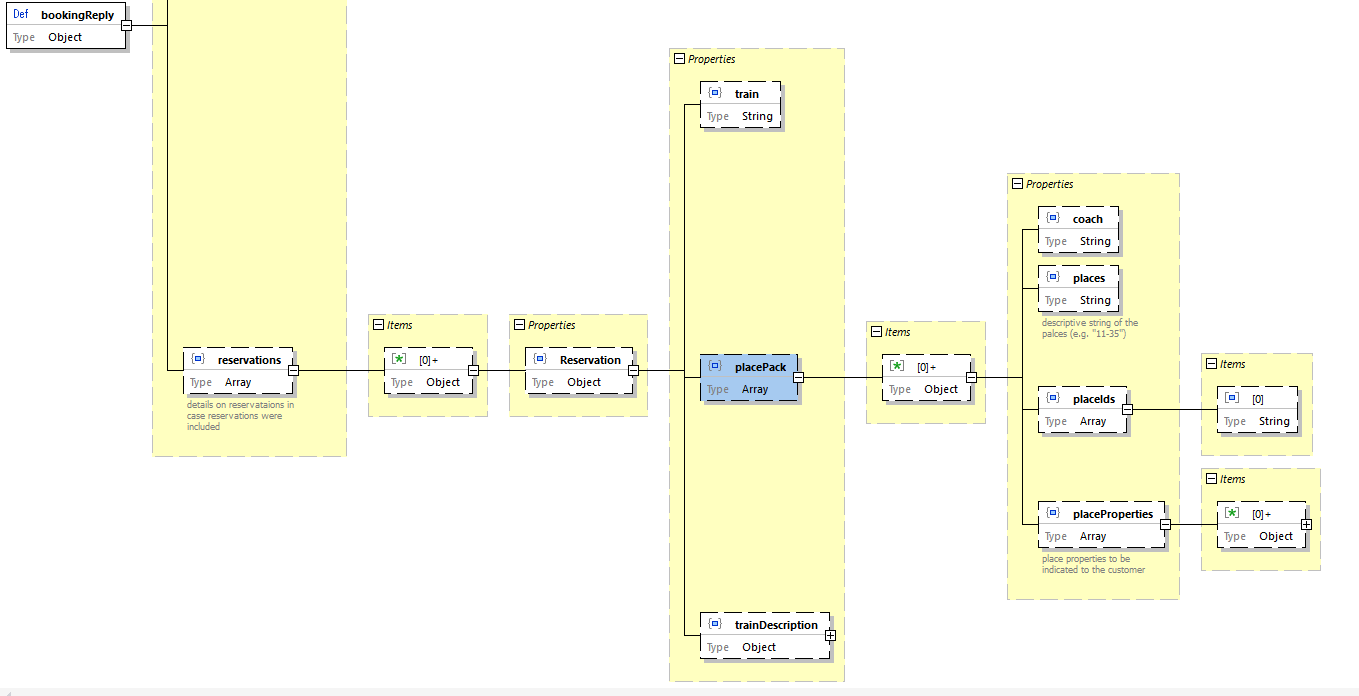 Def bookingReply
Type Object
Properties
train
Type String
Properties
coach
Type String
places
Type String
descriptive string of the
palces (e.g. "11-35")
Items
[0]+
Type Object
Properties
Reservation
Type Object
Items
[0]+
Type Object
reservations
Type Array
details on reservataions in
case reservations were
included
placePack
Type Array
Items
[0]
Type String
placeIds
Type Array
Items
[0]+
Type Object
placeProperties
Type Array
place properties to be
indicated to the customer
trainDescription
Type Object